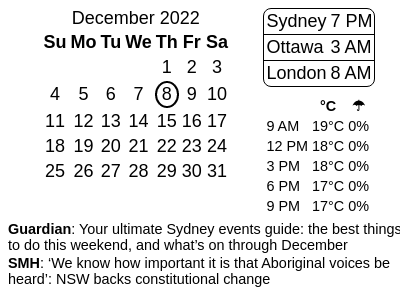 December 2022
Su Mo Tu We Th Fr Sa
1 2 3
4 5 6 7 8 9 10
11 12 13 14 15 16 17
18 19 20 21 22 23 24
25 26 27 28 29 30 31
Sydney 7 PM
Ottawa 3 AM
London 8 AM
°C ☂
9 AM 19°C 0%
12 PM 18°C 0%
3 PM 18°C 0%
6 PM 17°C 0%
9 PM 17°C 0%
Guardian: Your ultimate Sydney events guide: the best things
to do this weekend, and what’s on through December
SMH: ‘We know how important it is that Aboriginal voices be
heard’: NSW backs constitutional change